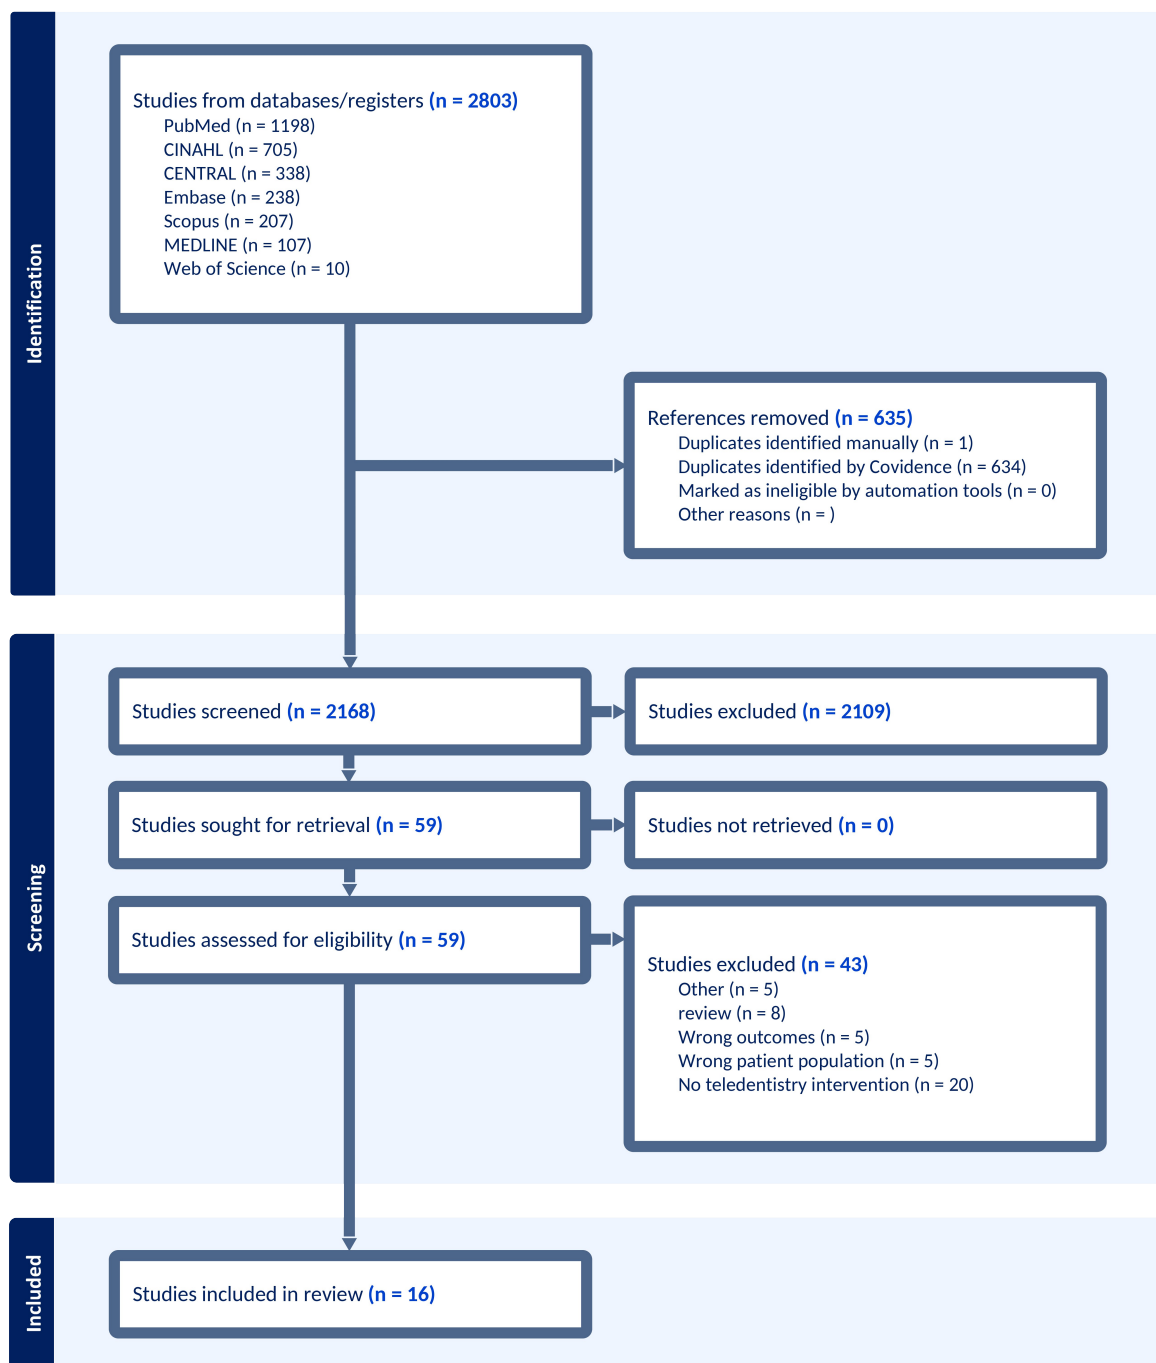 Identification
Studies from databases/registers (n = 2803)
PubMed (n = 1198)
CINAHL (n = 705)
CENTRAL (n = 338)
Embase (n = 238)
Scopus (n = 207)
MEDLINE (n = 107)
Web of Science (n = 10)
References removed (n = 635)
Duplicates identified manually (n = 1)
Duplicates identified by Covidence (n = 634)
Marked as ineligible by automation tools (n = 0)
Other reasons (n = )
Screening
Studies screened (n = 2168)
Studies excluded (n = 2109)
Studies sought for retrieval (n = 59)
Studies not retrieved (n = 0)
Studies assessed for eligibility (n = 59)
Studies excluded (n = 43)
Other (n = 5)
review (n = 8)
Wrong outcomes (n = 5)
Wrong patient population (n = 5)
No teledentistry intervention (n = 20)
Included
Studies included in review (n = 16)